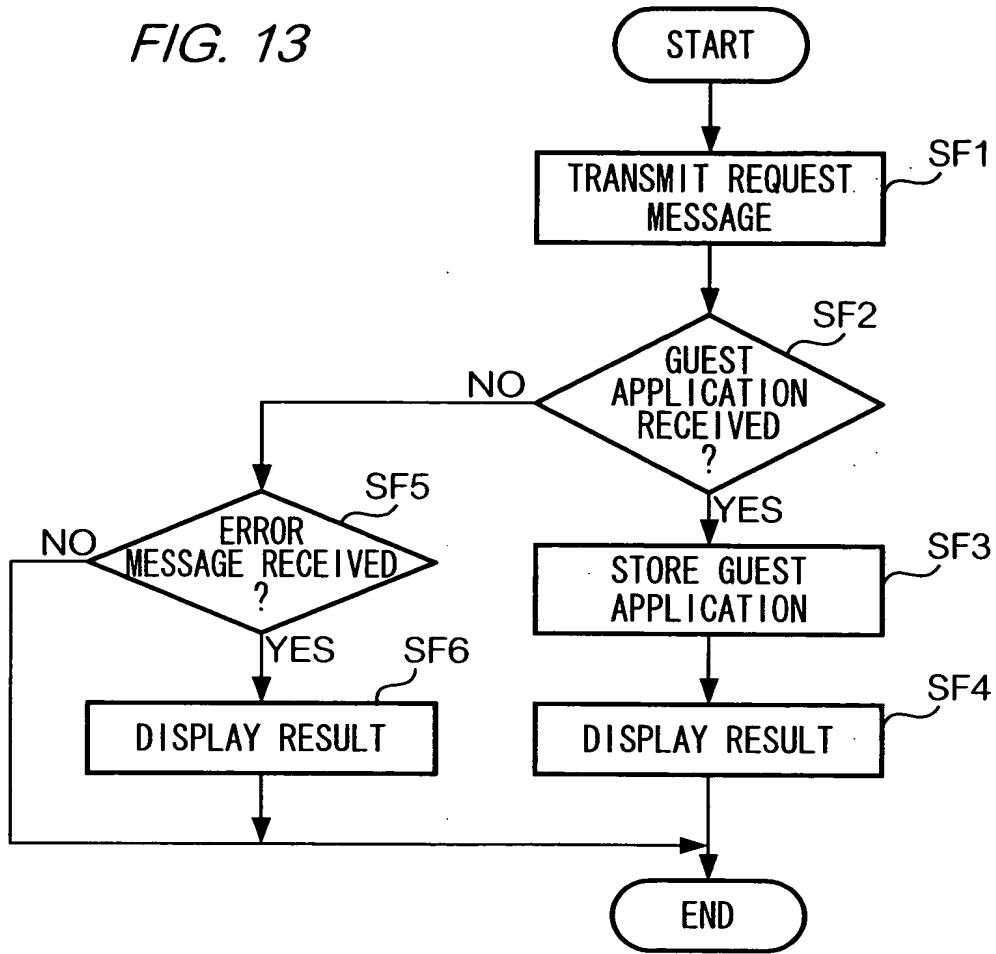 FIG. 13
START
SF1
TRANSMIT REQUEST
MESSAGE
SF2
GUEST
APPLICATION
RECEIVED
?
NO
YES
SF5
ERROR
MESSAGE RECEIVED
?
NO
YES
SF3
STORE GUEST
APPLICATION
SF6
DISPLAY RESULT
SF4
DISPLAY RESULT
END